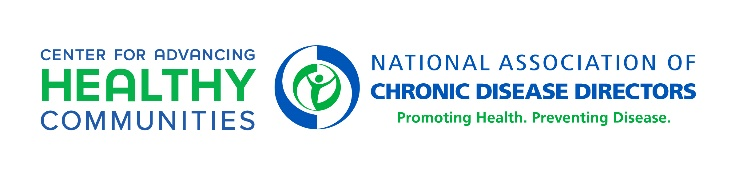 CENTER FOR ADVANCING
HEALTHY
COMMUNITIES
NATIONAL ASSOCIATION OF
CHRONIC DISEASE DIRECTORS
Promoting Health. Preventing Disease.